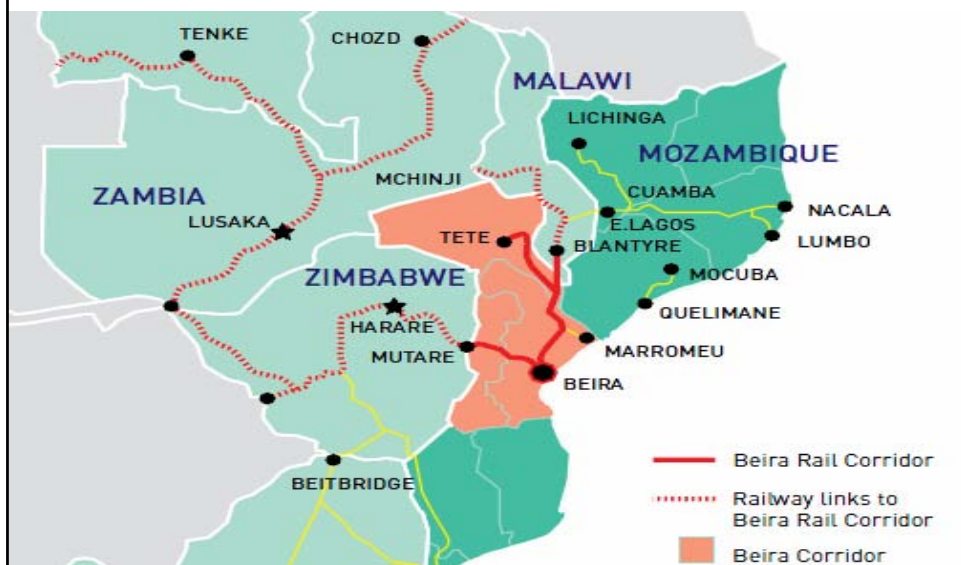 TENKE
CHOZD
MALAWI
LICHINGA
MOZAMBIQUE
MCHINJI
ZAMBIA
CUAMBA
NACALA
LUSAKA
E.LAGOS
TETE
BLANTYRE
LUMBO
MOCUBA
ZIMBABWE
QUELIMANE
HARARE
MUTARE
MARROMEU
BEIRA
BEITBRIDGE
Beira Rail Corridor
Railway links to
Beira Rail Corridor
Beira Corridor